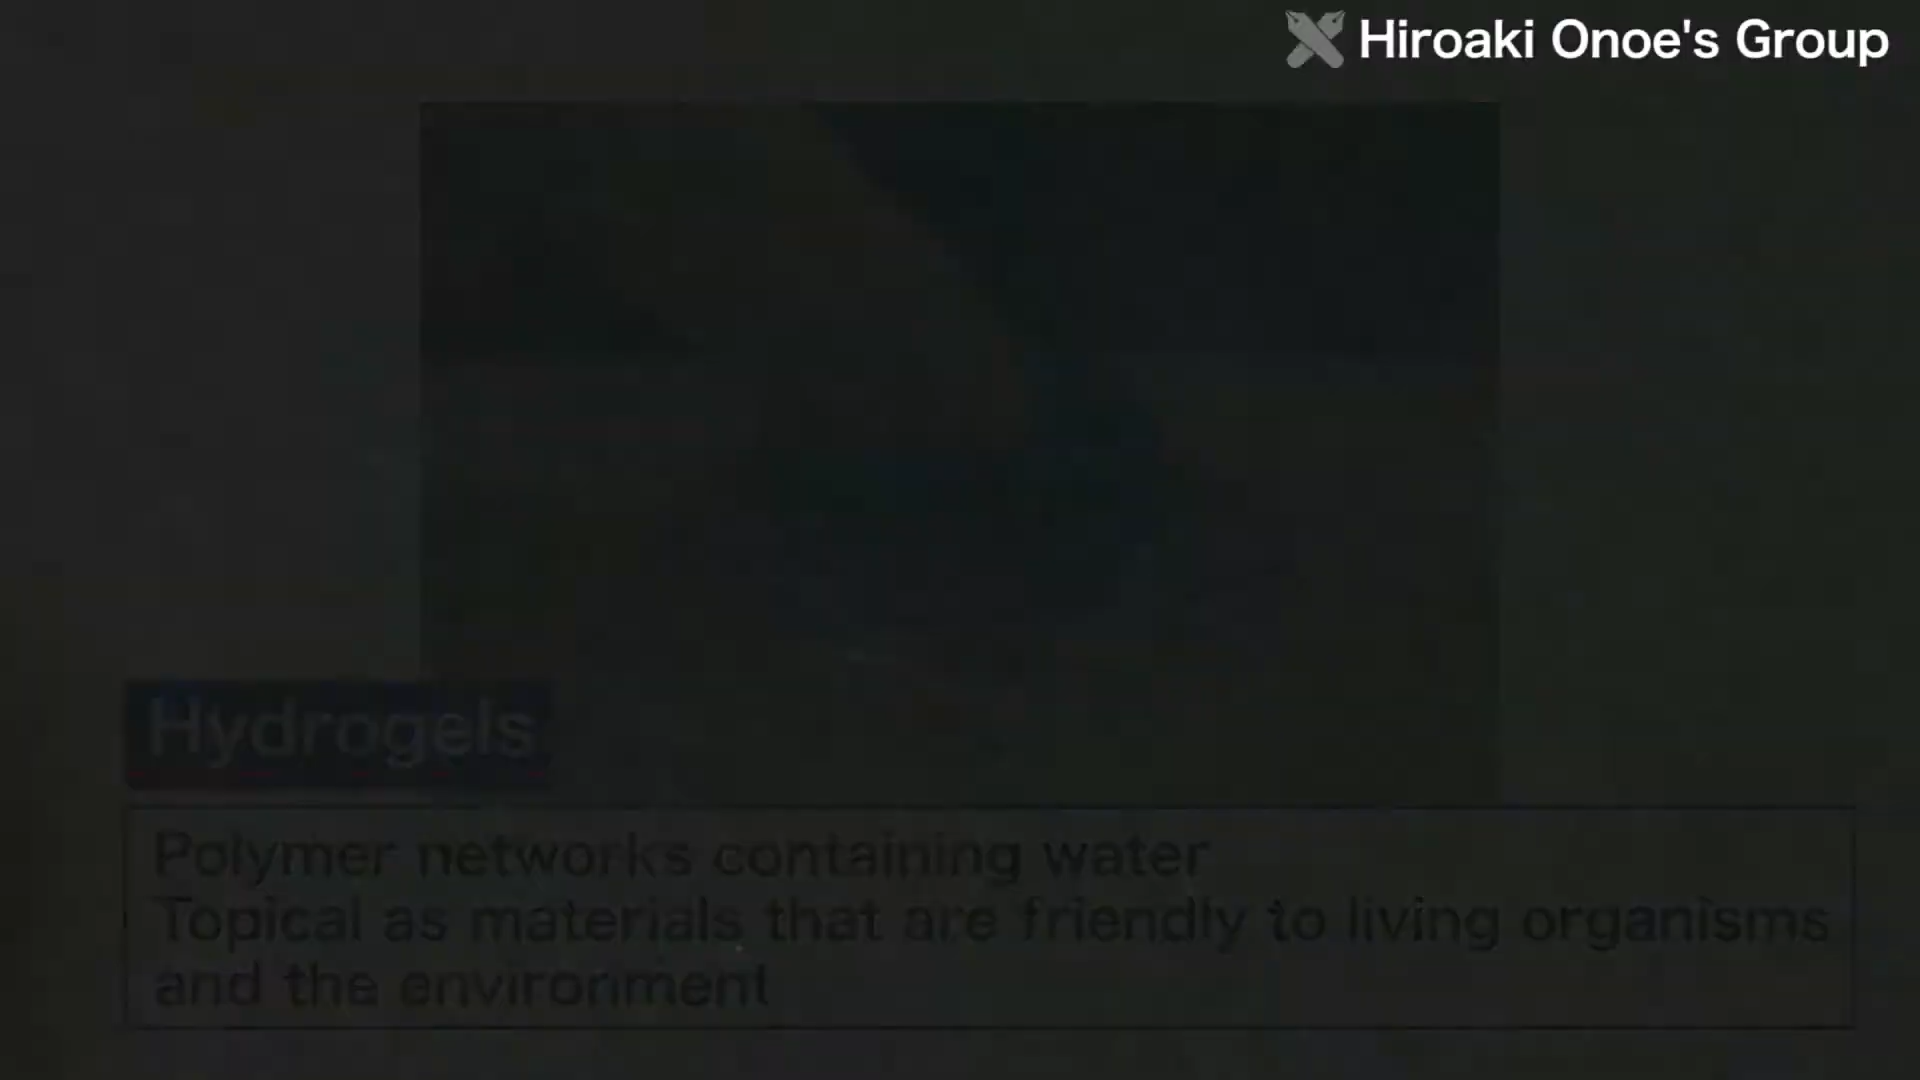 Hiroaki Onoe's Group
Hydrogels
Polymer networks containing water
Topical as materials that are friendly to living organisms
and the environment